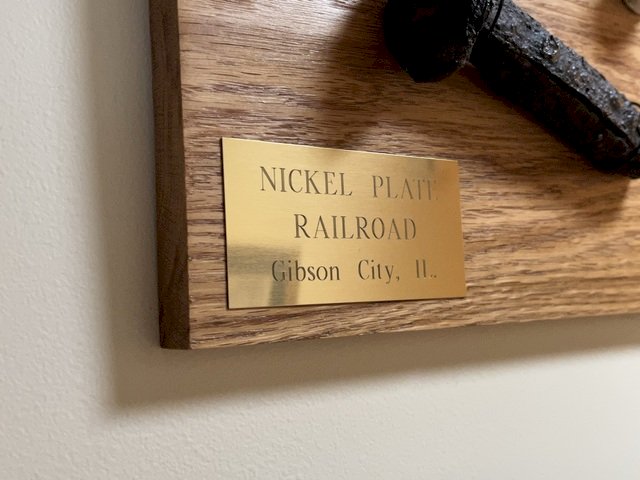 NICKEL PLATE
RAILROAD
Gibson City, Il..